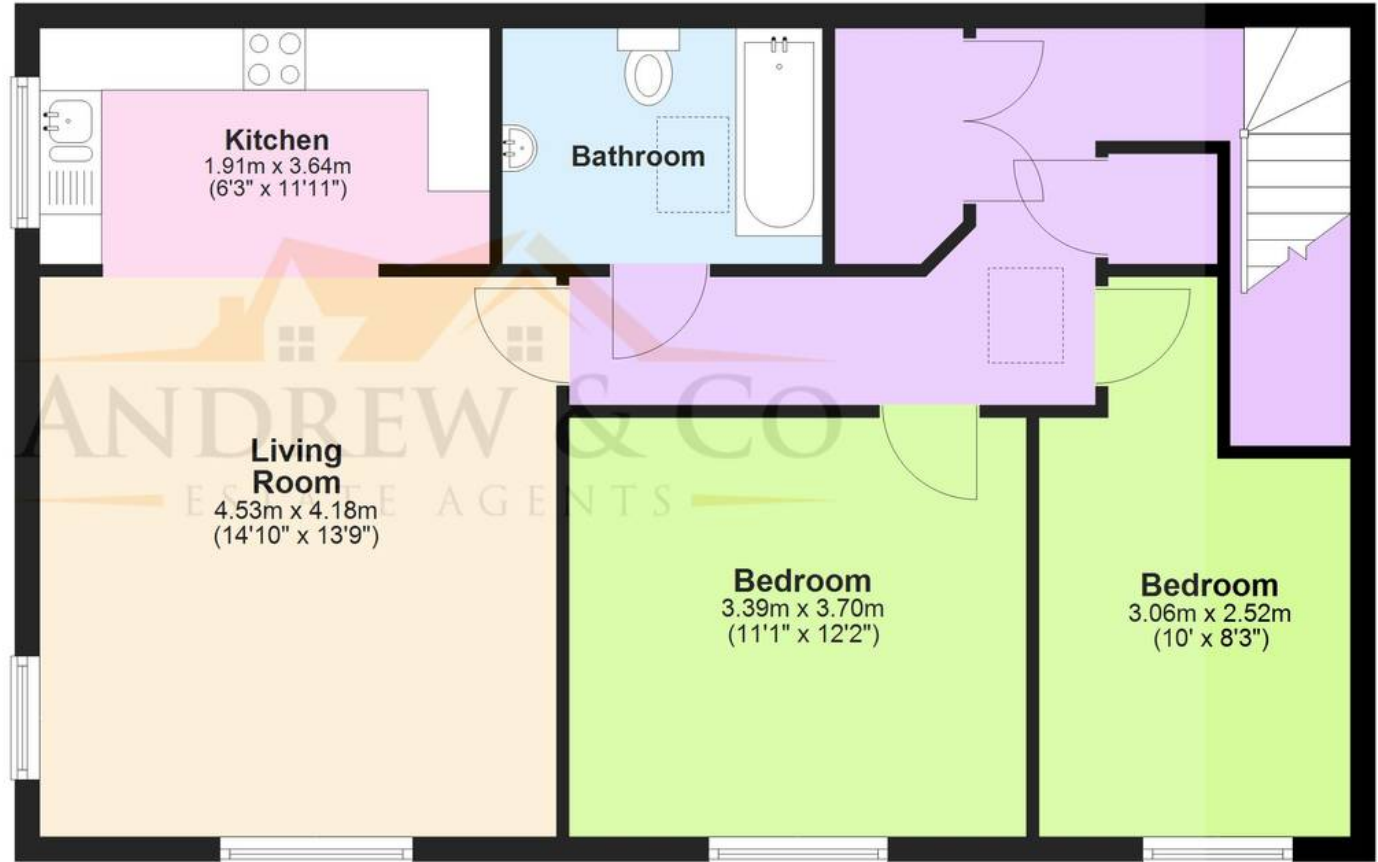 Kitchen
1.91m x 3.64m
(6'3" x 11'11")
Bathroom
ANDREW & CO
ESTATE AGENTS
Living
Room
4.53m x 4.18m
(14'10" x 13'9")
Bedroom
3.39m x 3.70m
(11'1" x 12'2")
Bedroom
3.06m x 2.52m
(10' x 8'3")